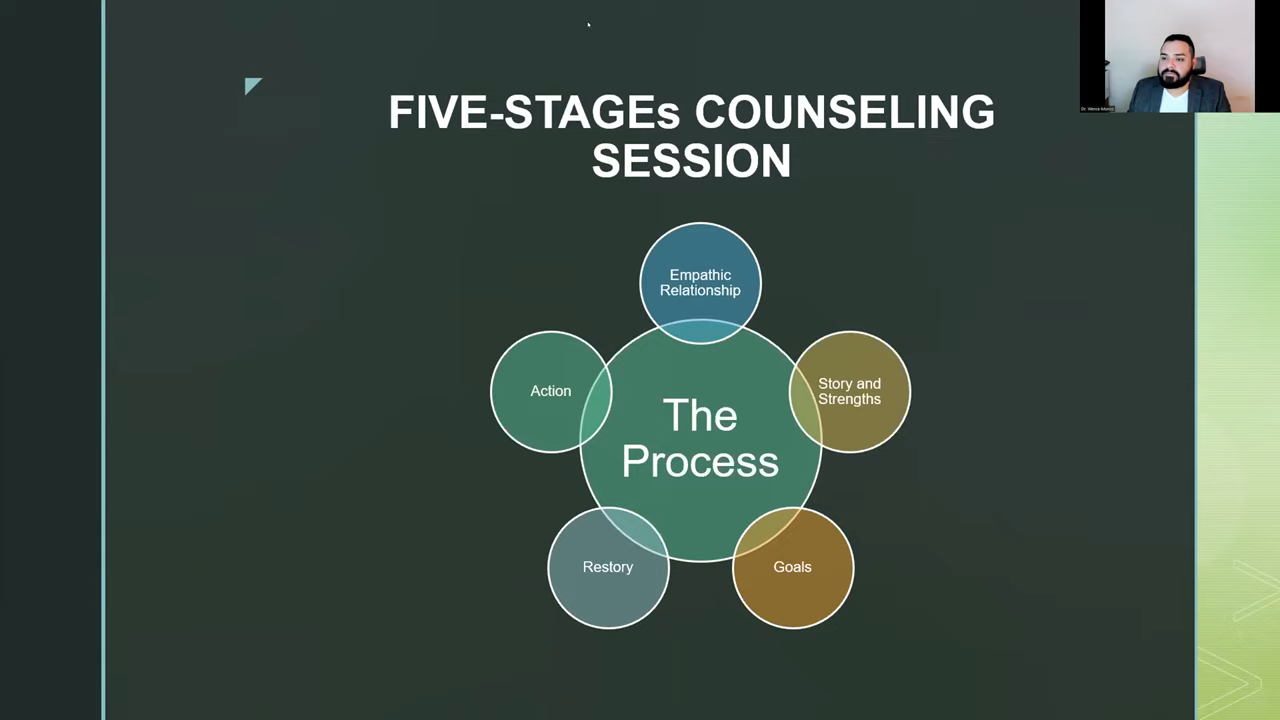 FIVE-STAGEs COUNSELING
SESSION
Empathic
Relationship
Story and
Strengths
Goals
Restory
Action
The
Process